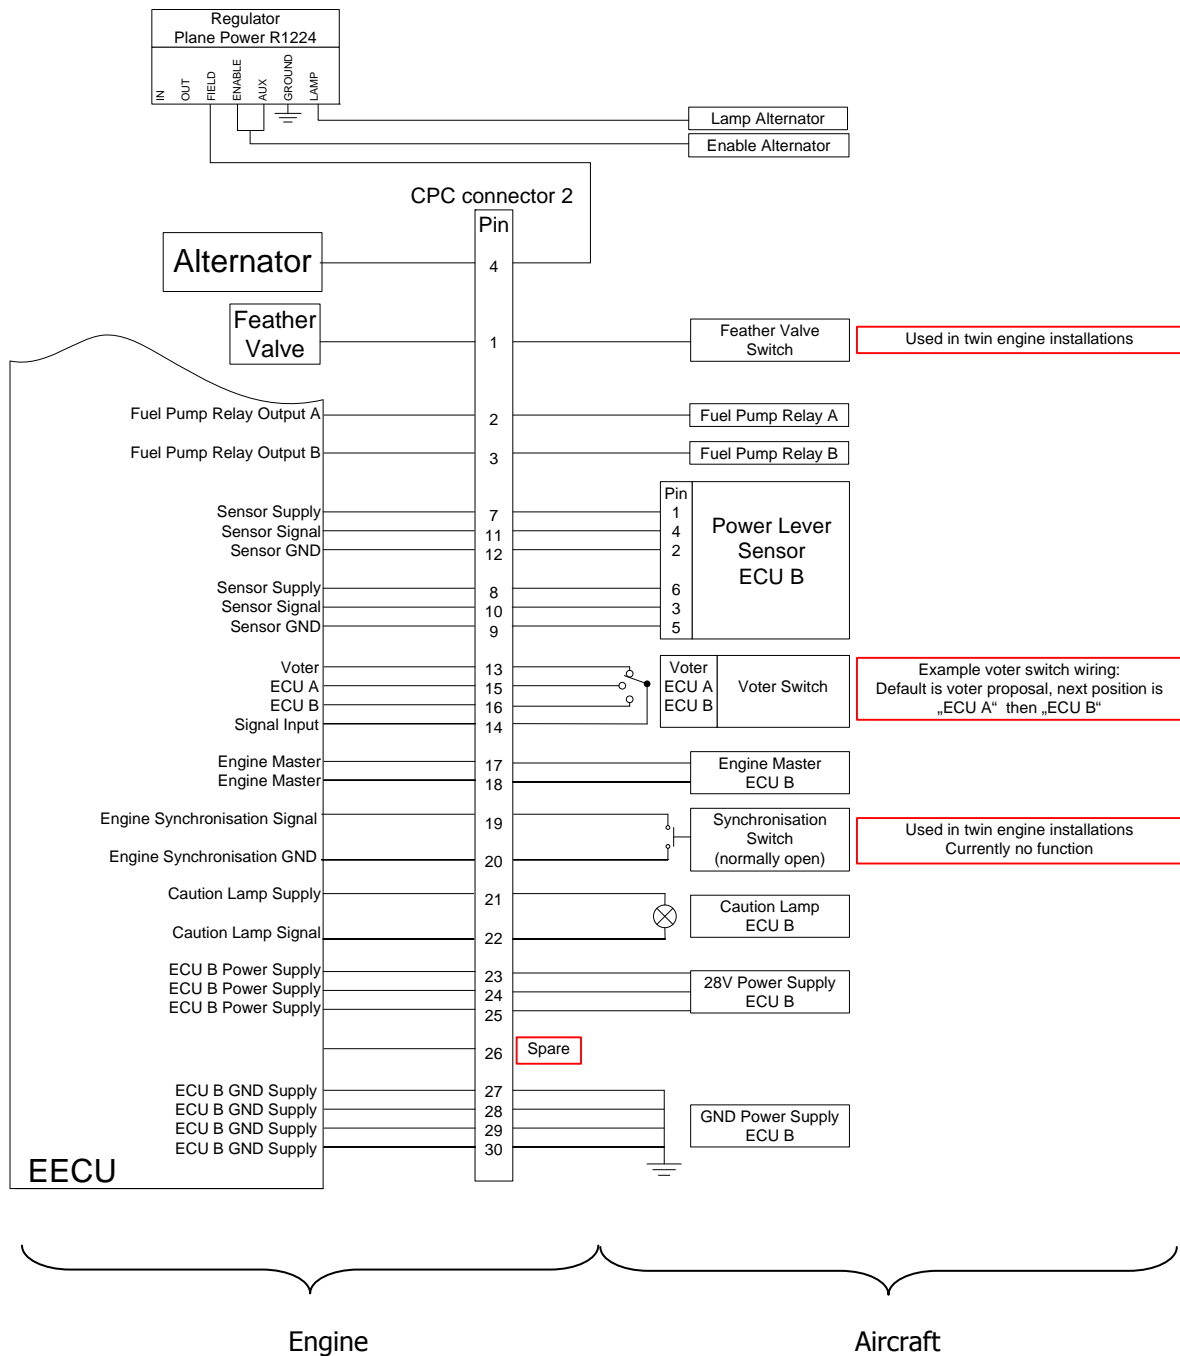 Regulator
Plane Power R1224
IN
OUT
FIELD
ENABLE
AUX
GROUND
LAMP
Lamp Alternator
Enable Alternator
CPC connector 2
Pin
Alternator
4
Feather
Valve
1
Feather Valve
Switch
Used in twin engine installations
Fuel Pump Relay Output A
2
Fuel Pump Relay A
Fuel Pump Relay Output B
3
Fuel Pump Relay B
Pin
Sensor Supply
7
1
Sensor Signal
11
4
Sensor GND
12
2
Power Lever
Sensor
ECU B
Sensor Supply
8
6
Sensor Signal
10
3
Sensor GND
9
5
Voter
13
Voter
ECU A
15
ECU A
ECU B
16
ECU B
Signal Input
14
Voter Switch
Example voter switch wiring:
Default is voter proposal, next position is
„ECU A“ then „ECU B“
Engine Master
17
Engine Master
18
Engine Master
ECU B
Engine Synchronisation Signal
19
Engine Synchronisation GND
20
Synchronisation
Switch
(normally open)
Used in twin engine installations
Currently no function
Caution Lamp Supply
21
Caution Lamp Signal
22
Caution Lamp
ECU B
ECU B Power Supply
23
ECU B Power Supply
24
ECU B Power Supply
25
28V Power Supply
ECU B
26
Spare
ECU B GND Supply
27
ECU B GND Supply
28
ECU B GND Supply
29
ECU B GND Supply
30
GND Power Supply
ECU B
EECU
Engine
Aircraft